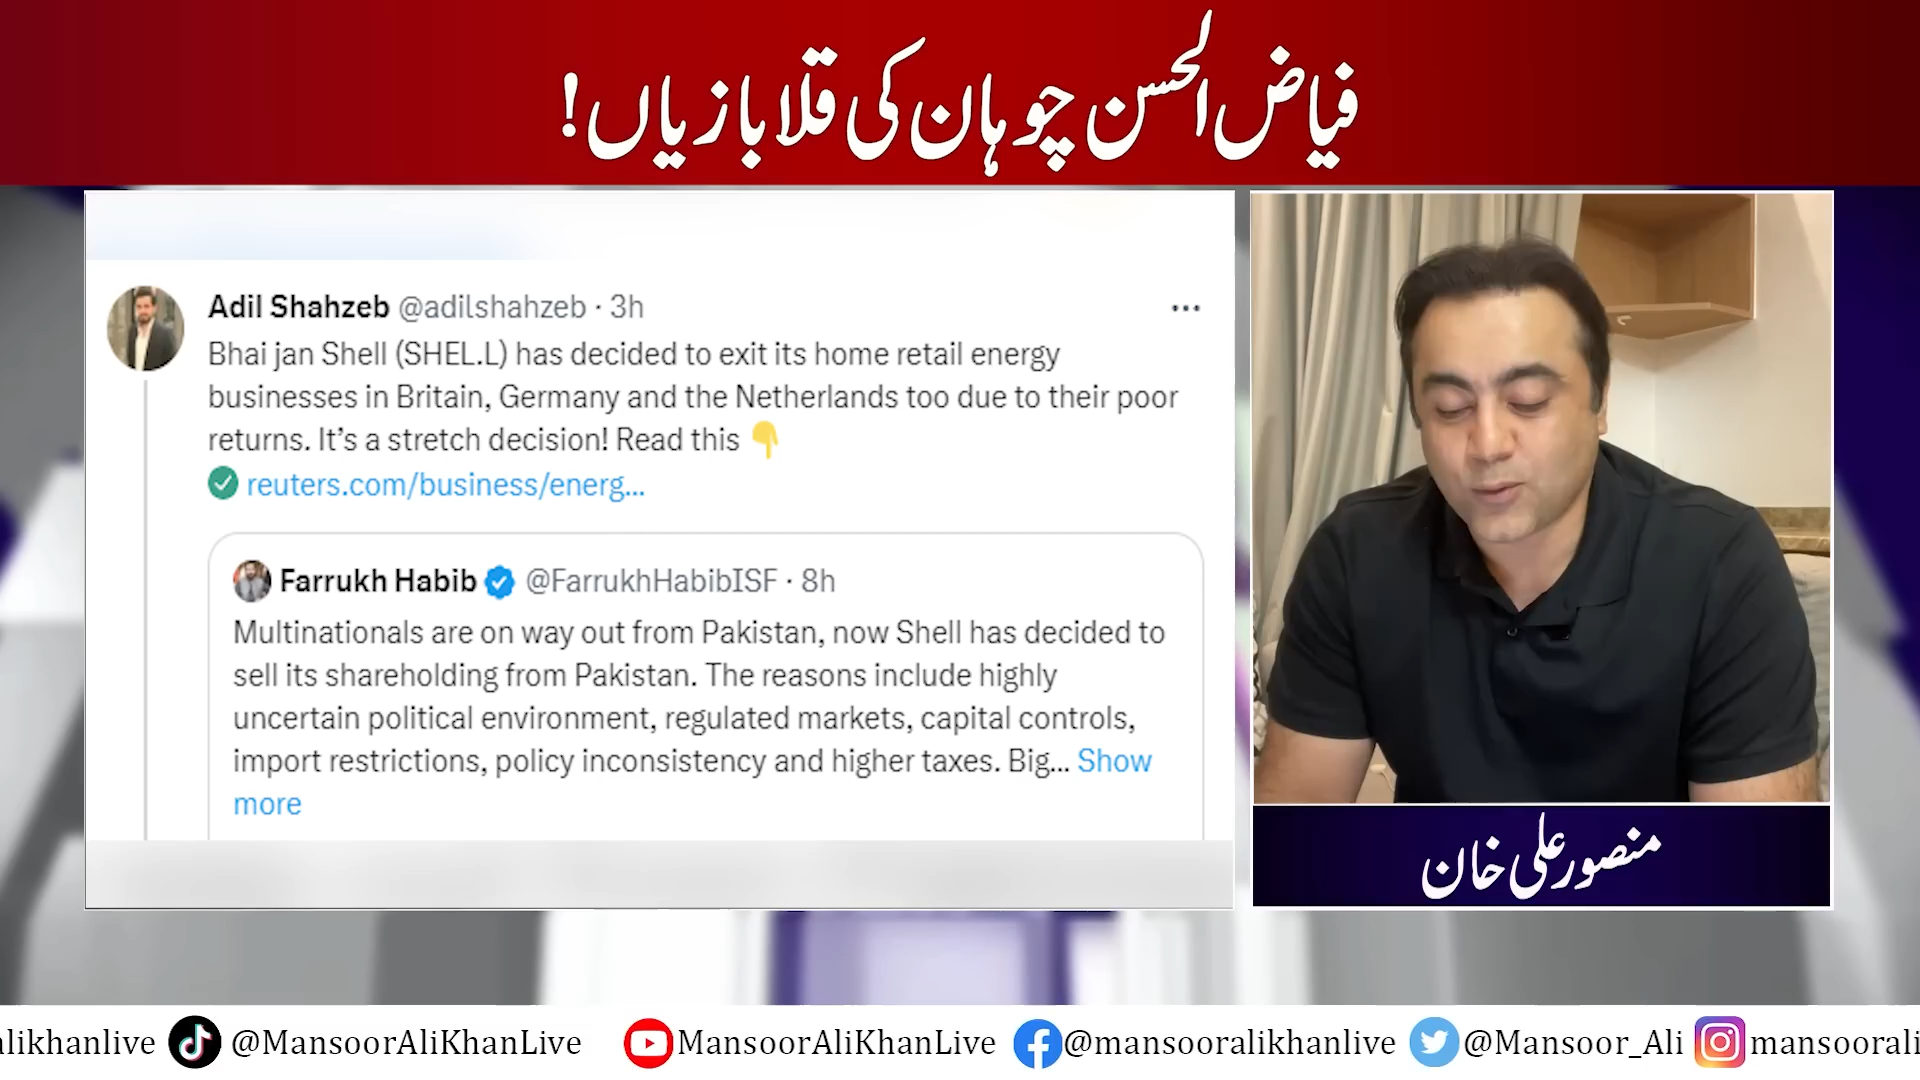 فیاض الحسن چوہان کی قلابازیاں!
Adil Shahzeb @adilshahzeb · 3h
Bhai jan Shell (SHEL.L) has decided to exit its home retail energy
businesses in Britain, Germany and the Netherlands too due to their poor
returns. It’s a stretch decision! Read this 👇
✅ reuters.com/business/energ...
Farrukh Habib @FarrukhHabibISF · 8h
Multinationals are on way out from Pakistan, now Shell has decided to
sell its shareholding from Pakistan. The reasons include highly
uncertain political environment, regulated markets, capital controls,
import restrictions, policy inconsistency and higher taxes. Big... Show
more
منصور علی خان
alikhanlive @MansoorAliKhanLive MansoorAliKhanLive @mansooralikhanlive @Mansoor_Ali mansoorali